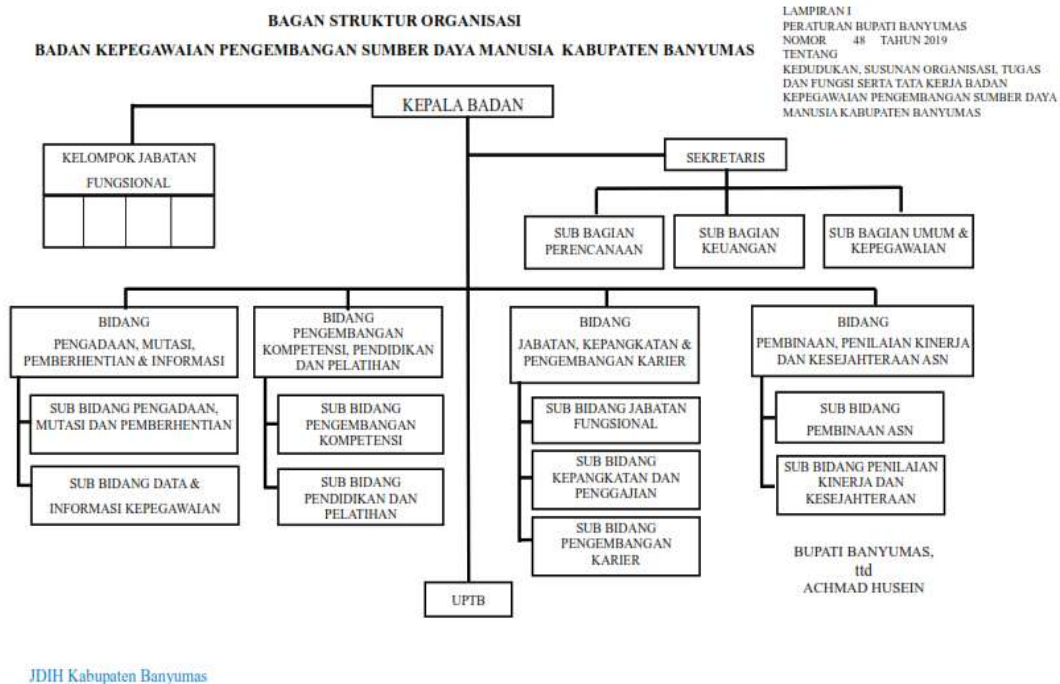 BAGAN STRUKTUR ORGANISASI
BADAN KEPEGAWAIAN PENGEMBANGAN SUMBER DAYA MANUSIA KABUPATEN BANYUMAS
LAMPIRAN I
PERATURAN BUPATI BANYUMAS
NOMOR 48 TAHUN 2019
TENTANG
KEDUDUKAN, SUSUNAN ORGANISASI, TUGAS
DAN FUNGSI SERTA TATA KERJA BADAN
KEPEGAWAIAN PENGEMBANGAN SUMBER DAYA
MANUSIA KABUPATEN BANYUMAS
KEPALA BADAN
KELOMPOK JABATAN
FUNGSIONAL
SEKRETARIS
SUB BAGIAN
PERENCANAAN
SUB BAGIAN
KEUANGAN
SUB BAGIAN UMUM &
KEPEGAWAIAN
BIDANG
PENGADAAN, MUTASI,
PEMBERHENTIAN & INFORMASI
BIDANG
PENGEMBANGAN
KOMPETENSI, PENDIDIKAN
DAN PELATIHAN
BIDANG
JABATAN, KEPANGKATAN &
PENGEMBANGAN KARIER
BIDANG
PEMBINAAN, PENILAIAN KINERJA
DAN KESEJAHTERAAN ASN
SUB BIDANG PENGADAAN,
MUTASI DAN PEMBERHENTIAN
SUB BIDANG
PENGEMBANGAN
KOMPETENSI
SUB BIDANG JABATAN
FUNGSIONAL
SUB BIDANG
PEMBINAAN ASN
SUB BIDANG DATA &
INFORMASI KEPEGAWAIAN
SUB BIDANG
PENDIDIKAN DAN
PELATIHAN
SUB BIDANG
KEPANGKATAN DAN
PENGGAJIAN
SUB BIDANG PENILAIAN
KINERJA DAN
KESEJAHTERAAN
SUB BIDANG
PENGEMBANGAN
KARIER
BUPATI BANYUMAS,
ttd
ACHMAD HUSEIN
UPTB
JDIH Kabupaten Banyumas